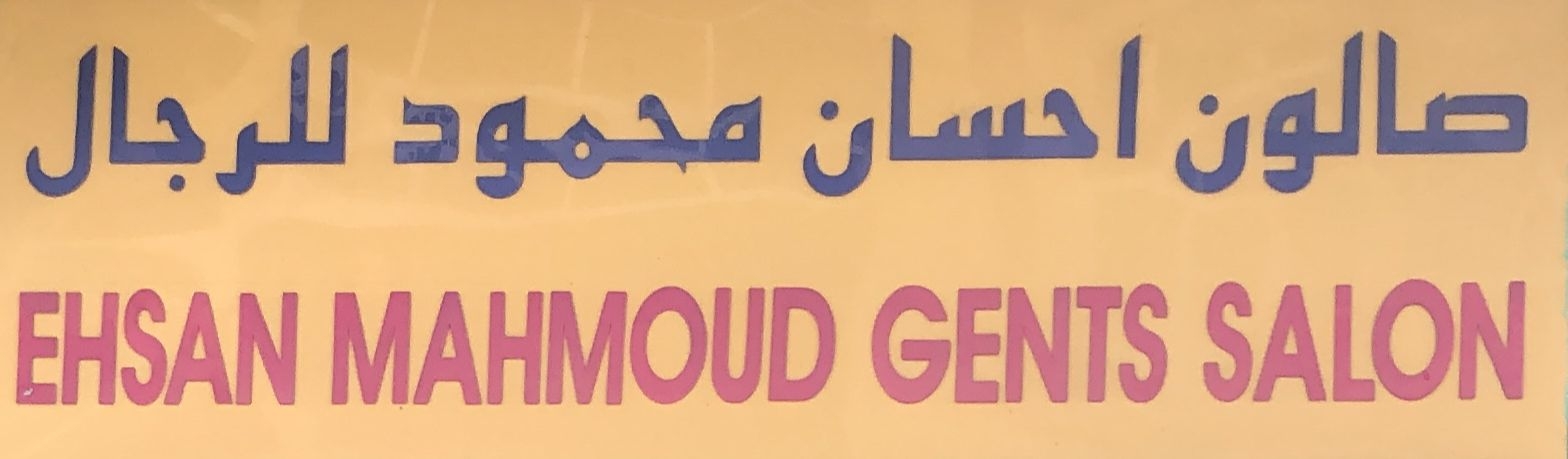 صالون احسان محمود للرجال
EHSAN MAHMOUD GENTS SALON